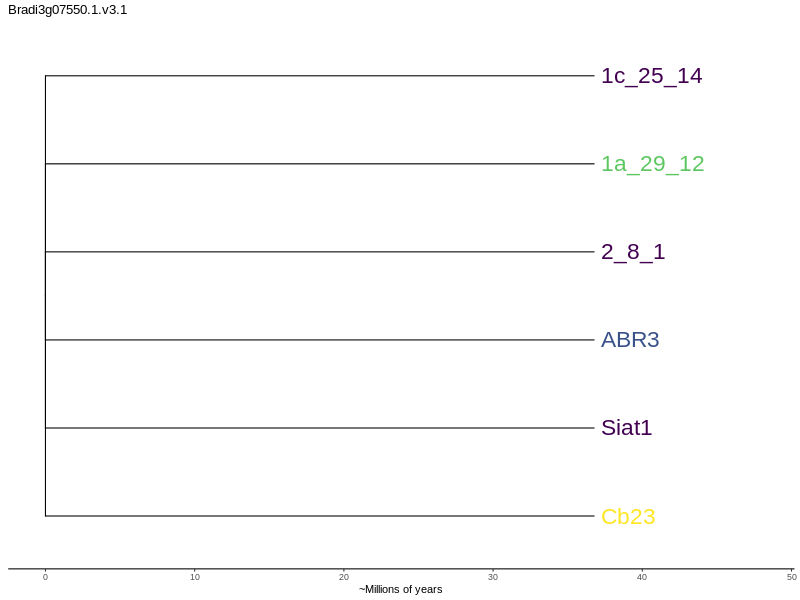 Bradi3g07550.1.v3.1
1c_25_14
1a_29_12
2_8_1
ABR3
Siat1
Cb23
0 10 20 30 40 50
~Millions of years